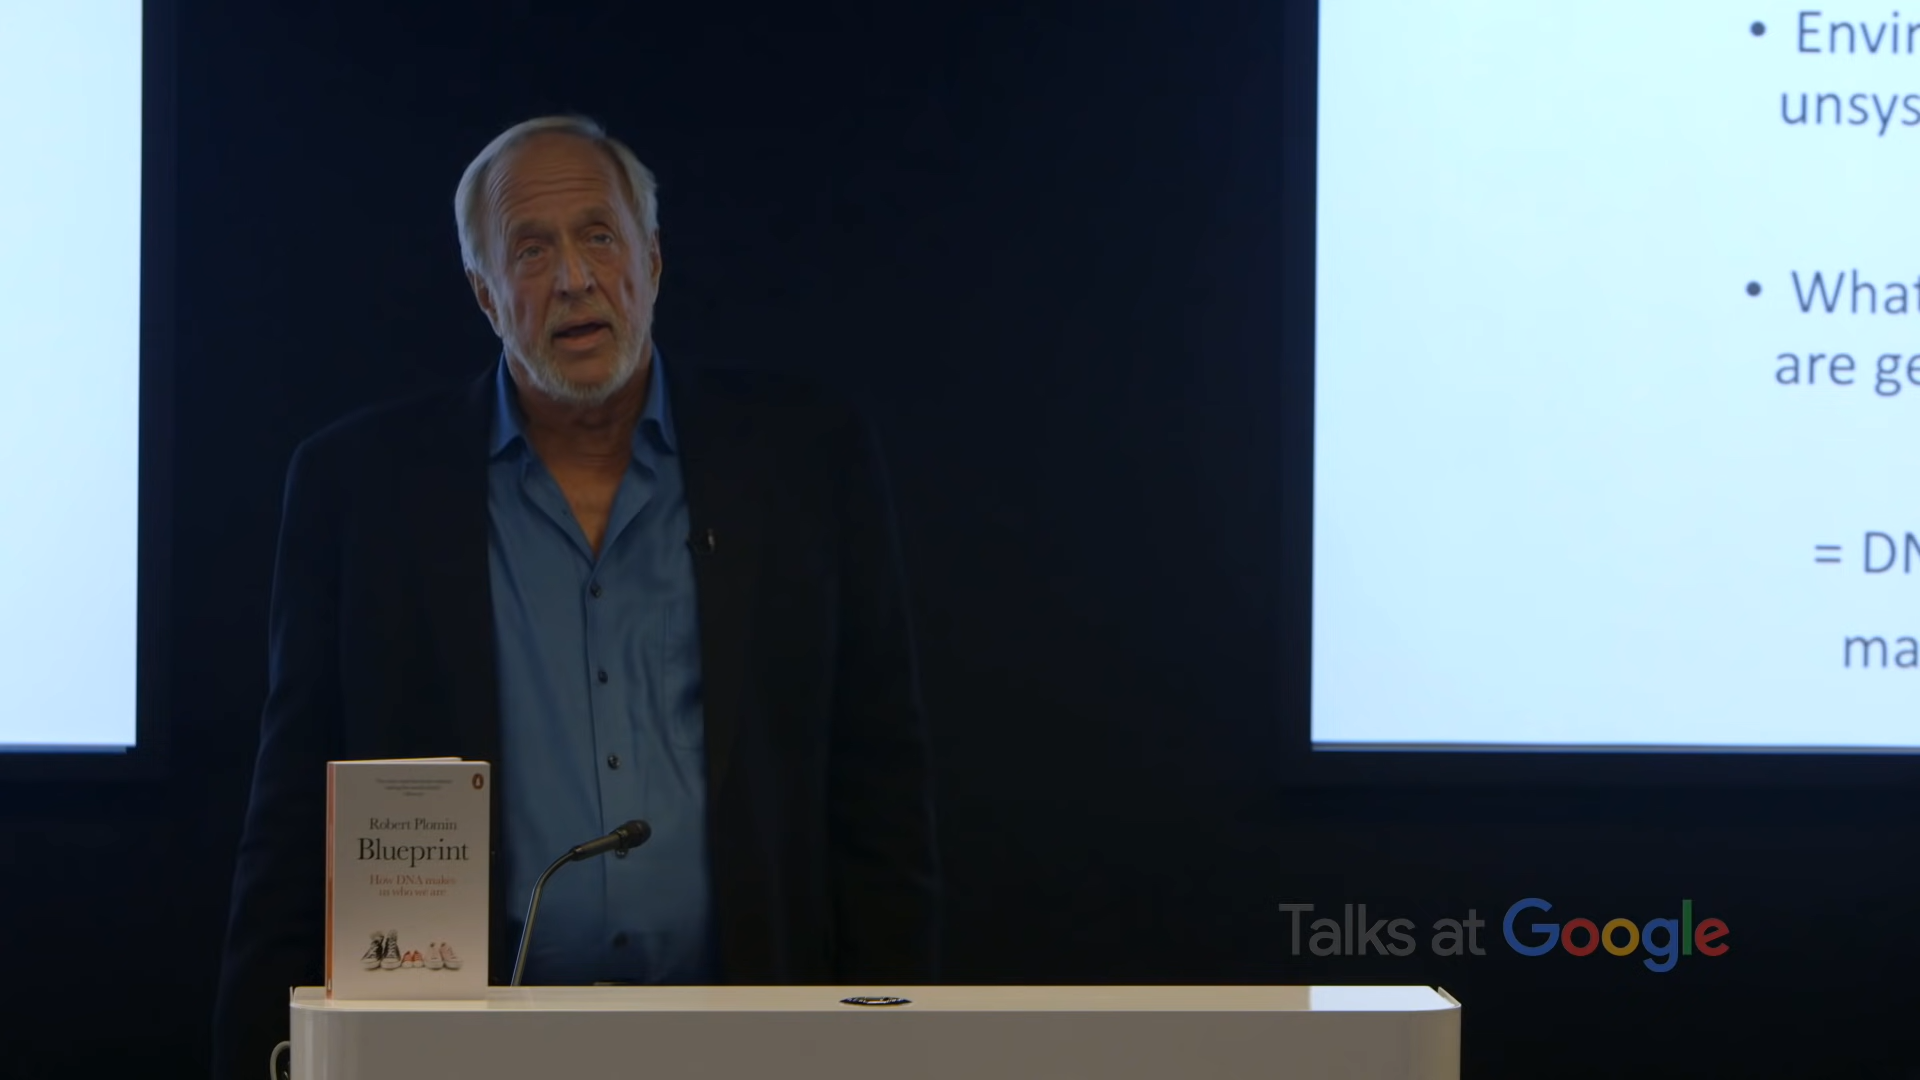 Envir
unsys
What
are ge
= DN
ma
Robert Plomin
Blueprint
How DNA makes
us who we are
Talks at Google